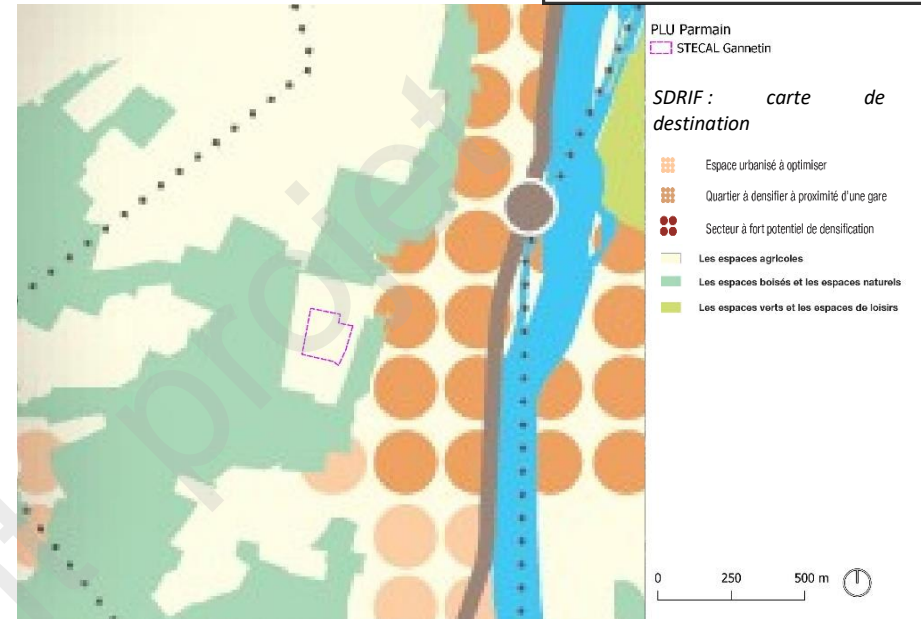 PLU Parmain
STECAL Gannetin
SDRIF : carte de
destination
Espace urbanisé à optimiser
Quartier à densifier à proximité d'une gare
Secteur à fort potentiel de densification
Les espaces agricoles
Les espaces boisés et les espaces naturels
Les espaces verts et les espaces de loisirs
0 250 500 m
projet